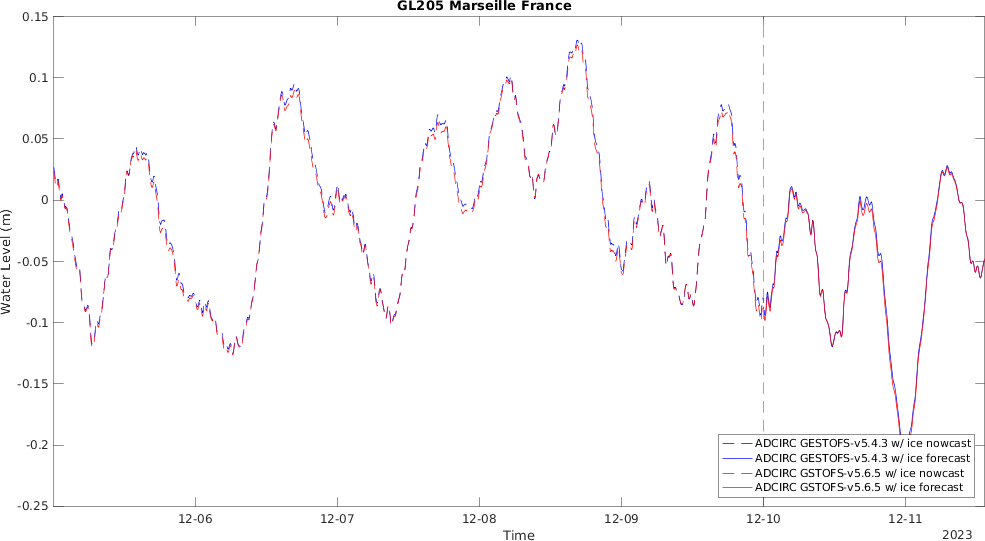 GL205 Marseille France
0.15
0.1
0.05
0
-0.05
-0.1
-0.15
-0.2
-0.25
Water Level (m)
ADCIRC GESTOFS-v5.4.3 w/ ice nowcast
ADCIRC GESTOFS-v5.4.3 w/ ice forecast
ADCIRC GSTOFS-v5.6.5 w/ ice nowcast
ADCIRC GSTOFS-v5.6.5 w/ ice forecast
12-06 12-07 12-08 12-09 12-10 12-11
Time
2023